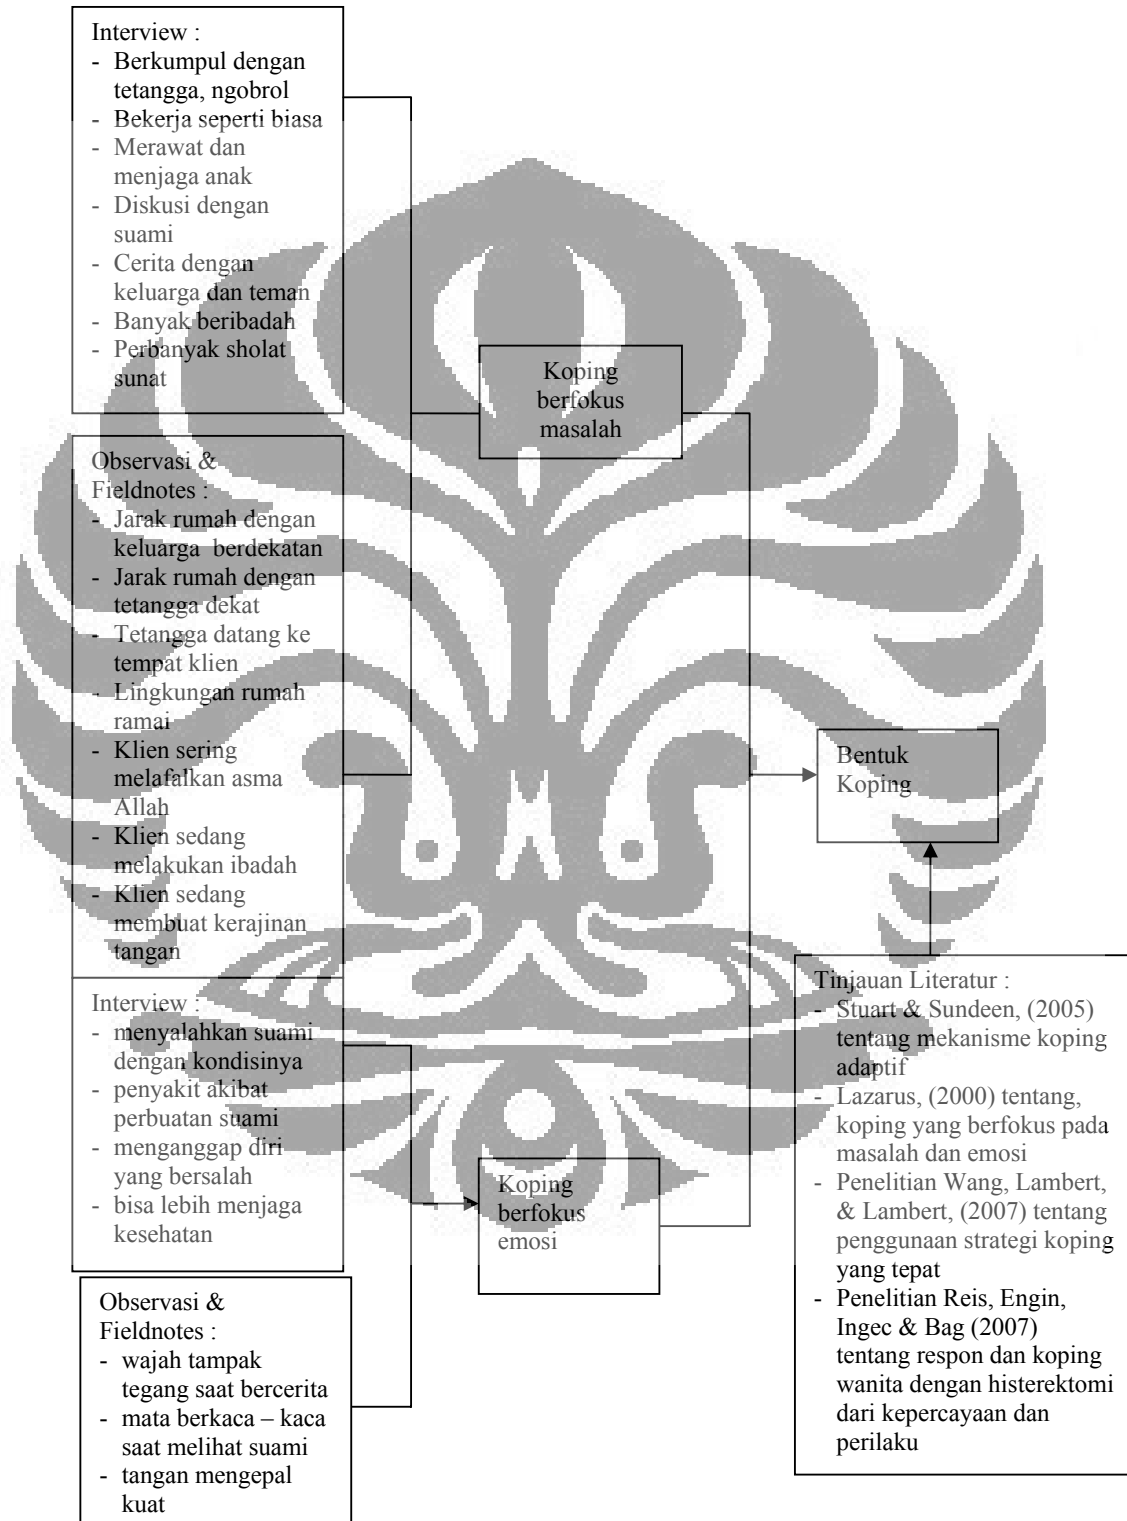 Interview :
- Berkumpul dengan
tetangga, ngobrol
- Bekerja seperti biasa
- Merawat dan
menjaga anak
- Diskusi dengan
suami
- Cerita dengan
keluarga dan teman
- Banyak beribadah
- Perbanyak sholat
sunat
Koping
berfokus
masalah
Observasi &
Fieldnotes :
- Jarak rumah dengan
keluarga berdekatan
- Jarak rumah dengan
tetangga dekat
- Tetangga datang ke
tempat klien
- Lingkungan rumah
ramai
- Klien sering
melafalkan asma
Allah
- Klien sedang
melakukan ibadah
- Klien sedang
membuat kerajinan
tangan
Bentuk
Koping
Interview :
- menyalahkan suami
dengan kondisinya
- penyakit akibat
perbuatan suami
- menganggap diri
yang bersalah
- bisa lebih menjaga
kesehatan
Koping
berfokus
emosi
Tinjauan Literatur :
- Stuart & Sundeen, (2005)
tentang mekanisme koping
adaptif
- Lazarus, (2000) tentang,
koping yang berfokus pada
masalah dan emosi
- Penelitian Wang, Lambert,
& Lambert, (2007) tentang
penggunaan strategi koping
yang tepat
- Penelitian Reis, Engin,
Ingec & Bag (2007)
tentang respon dan koping
wanita dengan histerektomi
dari kepercayaan dan
perilaku
Observasi &
Fieldnotes :
- wajah tampak
tegang saat bercerita
- mata berkaca – kaca
saat melihat suami
- tangan mengepal
kuat